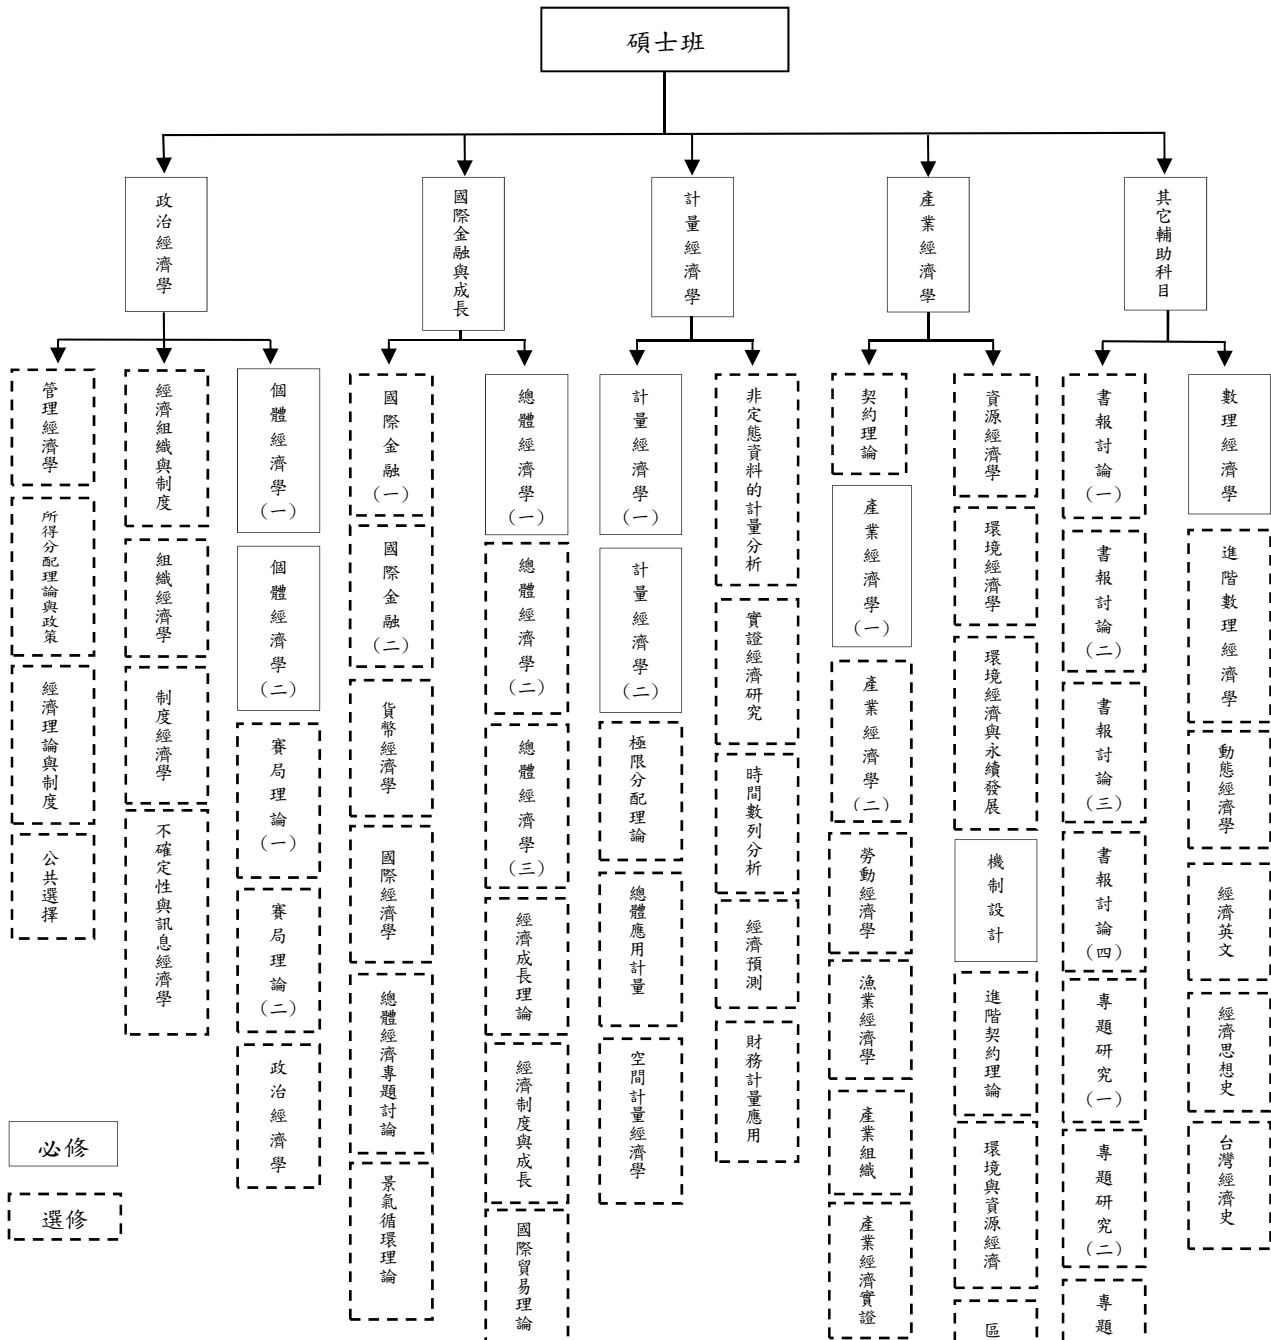 碩士班
政治經濟學
國際金融與成長
計量經濟學
產業經濟學
其它輔助科目
管理經濟學
所得分配理論與政策
經濟理論與制度
公共選擇
經濟組織與制度
組織經濟學
制度經濟學
不確定性與訊息經濟學
個體經濟學(一)
個體經濟學(二)
賽局理論(一)
賽局理論(二)
政治經濟學
國際金融(一)
國際金融(二)
貨幣經濟學
國際經濟學
總體經濟專題討論
景氣循環理論
總體經濟學(一)
總體經濟學(二)
總體經濟學(三)
經濟成長理論
經濟制度與成長
國際貿易理論
計量經濟學(一)
計量經濟學(二)
極限分配理論
總體應用計量
空間計量經濟學
非定態資料的計量分析
實證經濟研究
時間數列分析
經濟預測
財務計量應用
契約理論
產業經濟學(一)
產業經濟學(二)
勞動經濟學
漁業經濟學
產業組織
產業經濟實證
資源經濟學
環境經濟學
環境經濟與永續發展
機制設計
進階契約理論
環境與資源經濟
區
書報討論(一)
書報討論(二)
書報討論(三)
書報討論(四)
專題研究(一)
專題研究(二)
專題
數理經濟學
進階數理經濟學
動態經濟學
經濟英文
經濟思想史
台灣經濟史
必修
選修